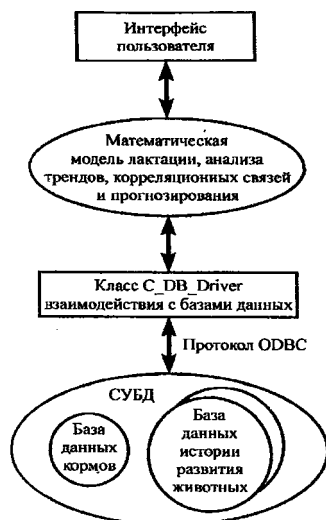 Интерфейс
пользователя
Математическая
модель лактации, анализа
трендов, корреляционных связей
и прогнозирования
Класс C_DB_Driver
взаимодействия с базами данных
Протокол ODBC
СУБД
База
данных
кормов
База
данных
истории
развития
животных